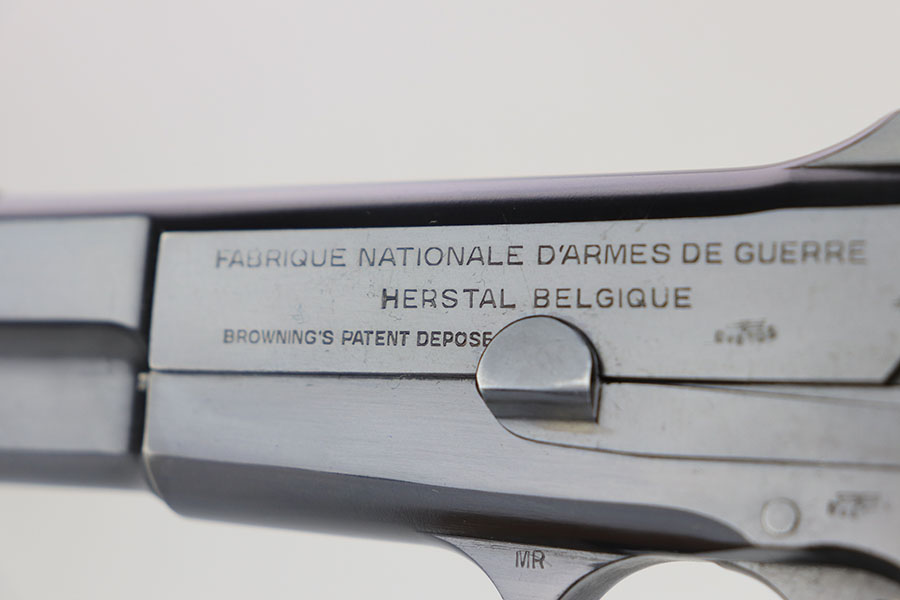 FABRIQUE NATIONALE D'ARMES DE GUERRE
HERSTAL BELGIQUE
BROWNING'S PATENT DEPOSE
MR